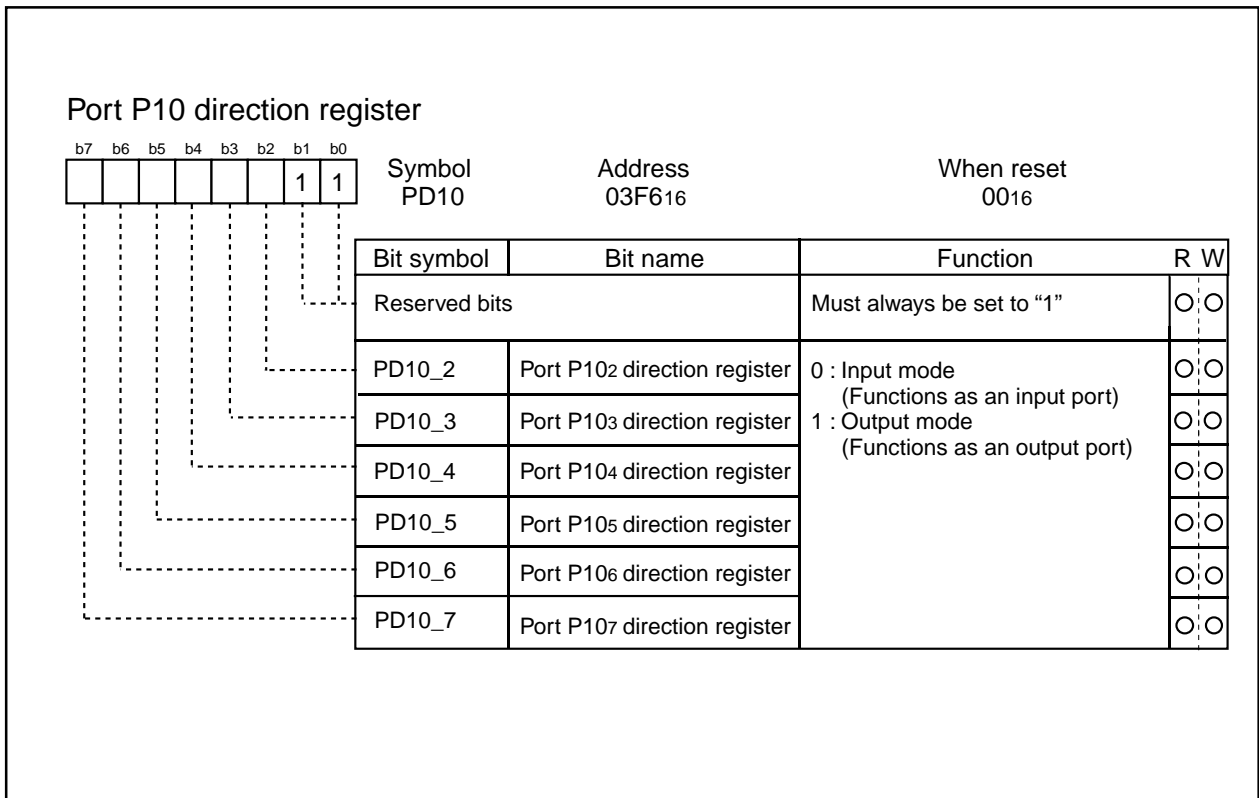 Port P10 direction register
b7 b6 b5 b4 b3 b2 b1 b0
1 1
Symbol Address When reset
PD10 03F616 0016
Bit symbol Bit name Function R W
Reserved bits Must always be set to “1”
PD10_2 Port P102 direction register 0 : Input mode
(Functions as an input port)
PD10_3 Port P103 direction register 1 : Output mode
(Functions as an output port)
PD10_4 Port P104 direction register
PD10_5 Port P105 direction register
PD10_6 Port P106 direction register
PD10_7 Port P107 direction register